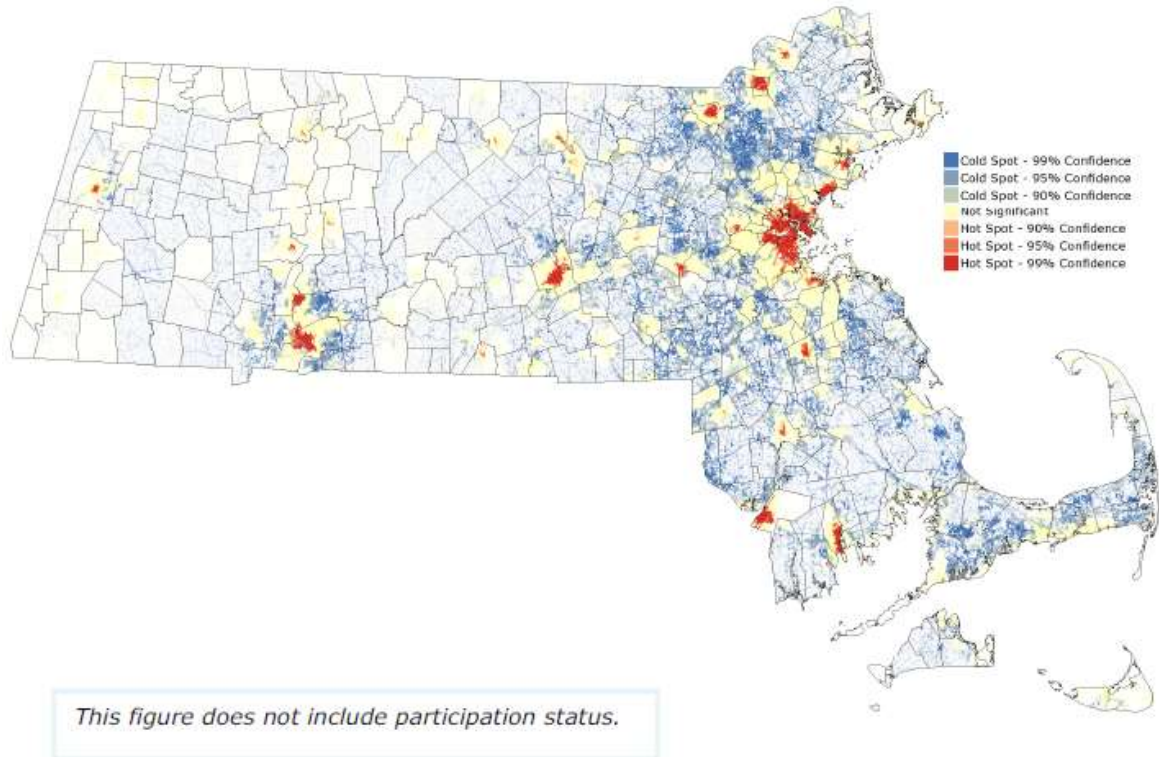 Cold Spot - 99% Confidence
Cold Spot - 95% Confidence
Cold Spot - 90% Confidence
Not Significant
Hot Spot - 90% Confidence
Hot Spot - 95% Confidence
Hot Spot - 99% Confidence
This figure does not include participation status.